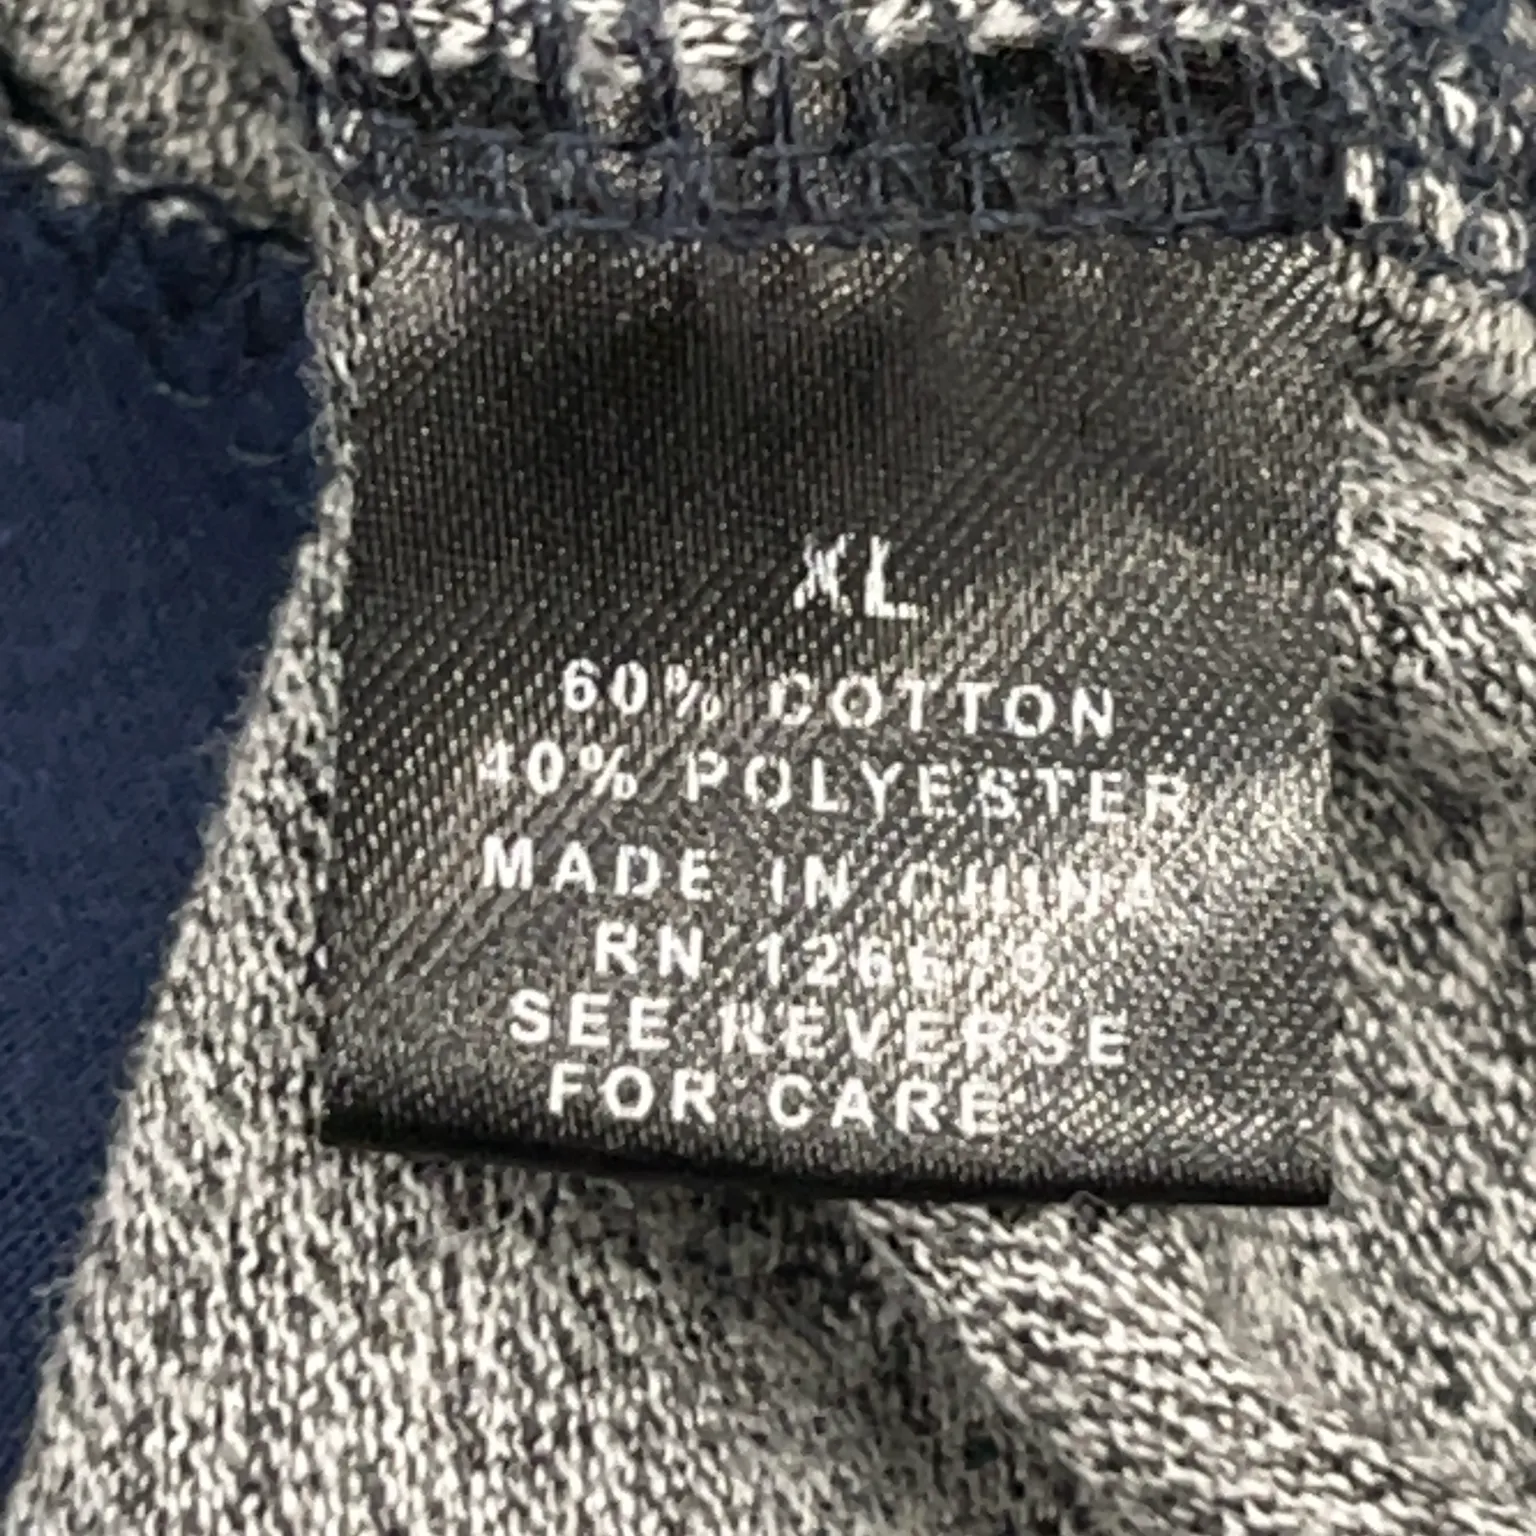 XL
60% COTTON
40% POLYESTER
MADE IN CHINA
RN
SEE REVERSE
FOR CARE